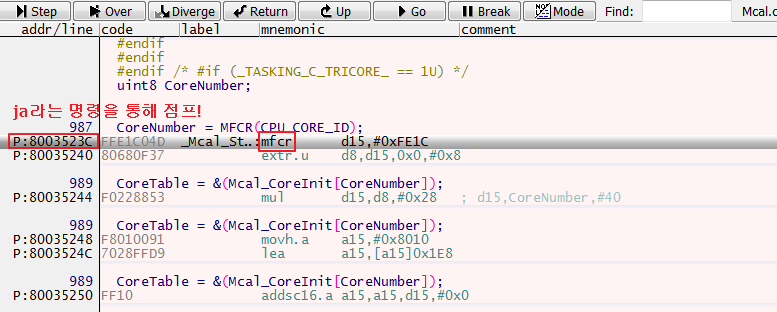 Step Over Diverge Return Up Go Break Mode Find: Mcal.c
addr/line code label mnemonic comment
#endif
#endif
#endif /* #if (_TASKING_C_TRICORE_ == 1U) */
uint8 CoreNumber;
ja라는 명령을 통해 점프!
987 CoreNumber = MFCR(CPU_CORE_ID);
P:8003523C FFE1C04D _Mcal_St..:mfcr d15,#0xFE1C
P:80035240 80680F37 extr.u d8,d15,0x0,#0x8
989 CoreTable = &(Mcal_CoreInit[CoreNumber]);
P:80035244 F0228853 mul d15,d8,#0x28 ; d15,CoreNumber,#40
989 CoreTable = &(Mcal_CoreInit[CoreNumber]);
P:80035248 F8010091 movh.a a15,#0x8010
P:8003524C 7028FFD9 lea a15,[a15]0x1E8
989 CoreTable = &(Mcal_CoreInit[CoreNumber]);
P:80035250 FF10 addsc16.a a15,a15,d15,#0x0